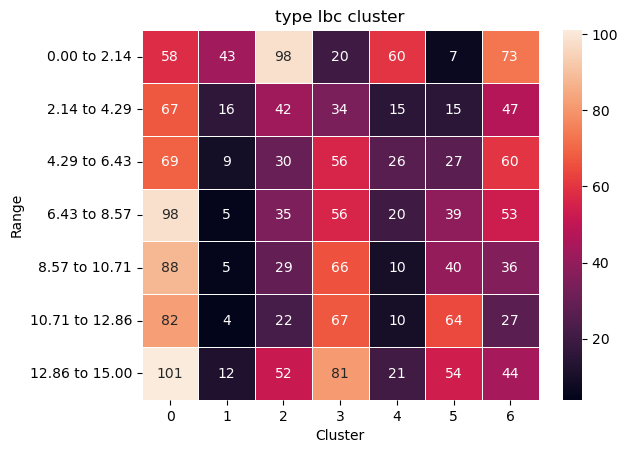 type lbc cluster
0.00 to 2.14 58 43 98 20 60 7 73
2.14 to 4.29 67 16 42 34 15 15 47
4.29 to 6.43 69 9 30 56 26 27 60
6.43 to 8.57 98 5 35 56 20 39 53
8.57 to 10.71 88 5 29 66 10 40 36
10.71 to 12.86 82 4 22 67 10 64 27
12.86 to 15.00 101 12 52 81 21 54 44
0 1 2 3 4 5 6
Cluster
Range
100
80
60
40
20